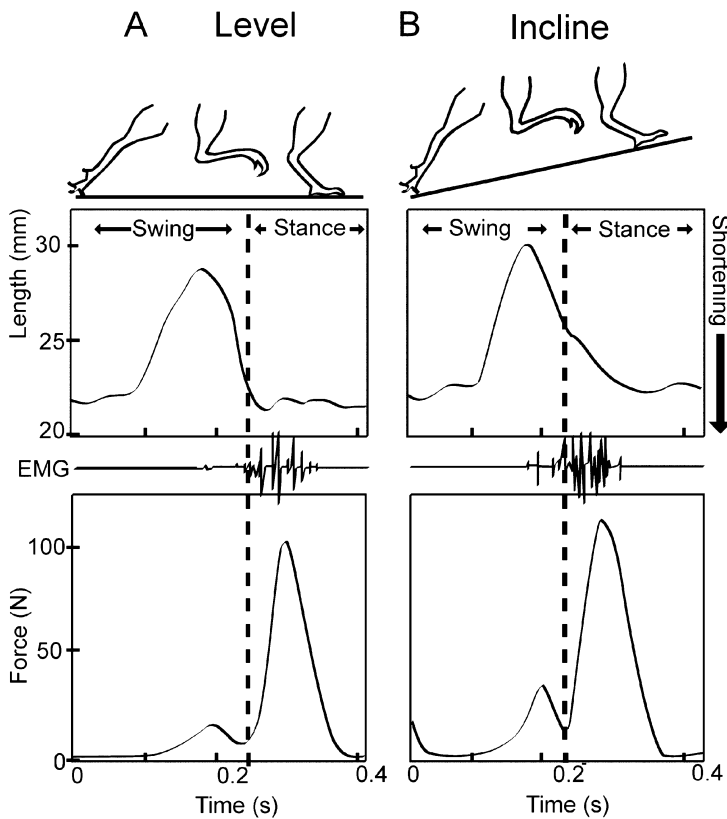 A Level
B Incline
Length (mm)
30
25
20
Swing
Stance
Swing
Stance
Shortening
EMG
Force (N)
100
50
0
0
0.2
0.4
Time (s)
0
0.2
0.4
Time (s)